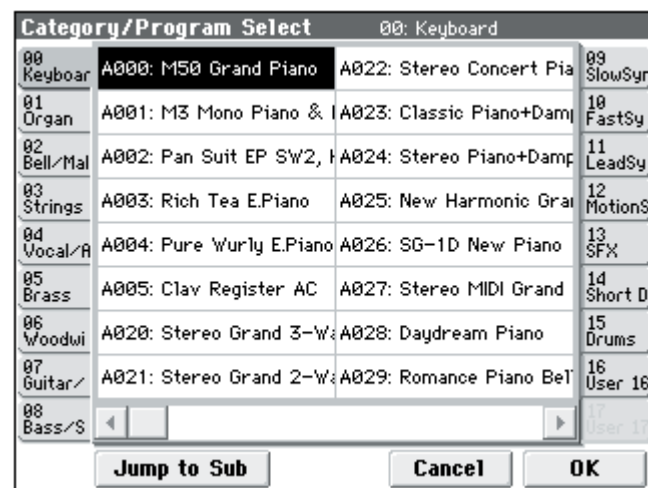 Category/Program Select 00: Keyboard
00
Keyboar
01
Organ
02
Bell/Mal
03
Strings
04
Vocal/A
05
Brass
06
Woodwi
07
Guitar/
08
Bass/S
A000: M50 Grand Piano
A001: M3 Mono Piano &
A002: Pan Suit EP SW2,
A003: Rich Tea E.Piano
A004: Pure Wurly E.Piano
A005: Clav Register AC
A020: Stereo Grand 3-Wa
A021: Stereo Grand 2-Wa
A022: Stereo Concert Pia
A023: Classic Piano+Damp
A024: Stereo Piano+Damp
A025: New Harmonic Gran
A026: SG-1D New Piano
A027: Stereo MIDI Grand
A028: Daydream Piano
A029: Romance Piano Bel
09
SlowSyn
10
FastSy
11
LeadSy
12
MotionS
13
SFX
14
Short D
15
Drums
16
User 16
17
User 17
Jump to Sub
Cancel
OK